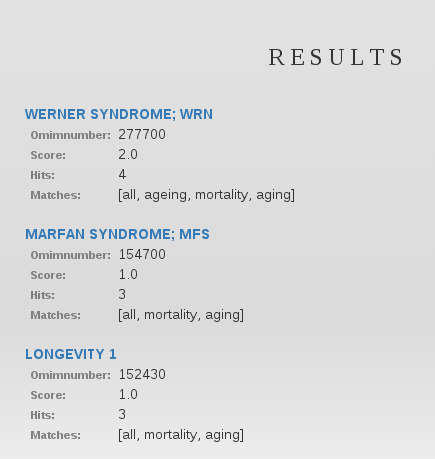 RESULTS
WERNER SYNDROME; WRN
Omimnumber: 277700
Score: 2.0
Hits: 4
Matches: [all, ageing, mortality, aging]
MARFAN SYNDROME; MFS
Omimnumber: 154700
Score: 1.0
Hits: 3
Matches: [all, mortality, aging]
LONGEVITY 1
Omimnumber: 152430
Score: 1.0
Hits: 3
Matches: [all, mortality, aging]